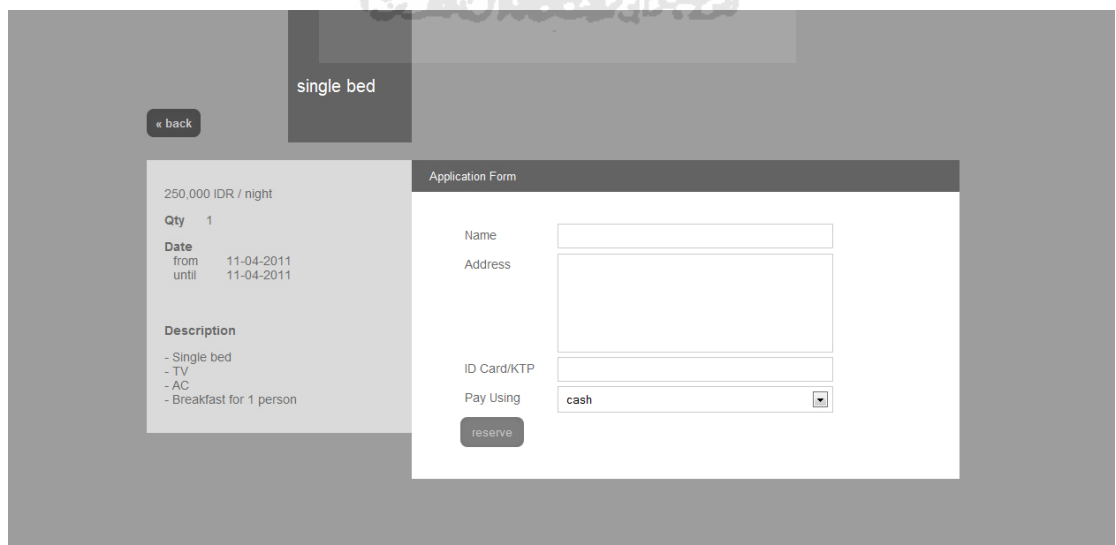 single bed
« back
250,000 IDR / night
Qty 1
Date
from 11-04-2011
until 11-04-2011
Description
- Single bed
- TV
- AC
- Breakfast for 1 person
Application Form
Name
Address
ID Card/KTP
Pay Using cash
reserve